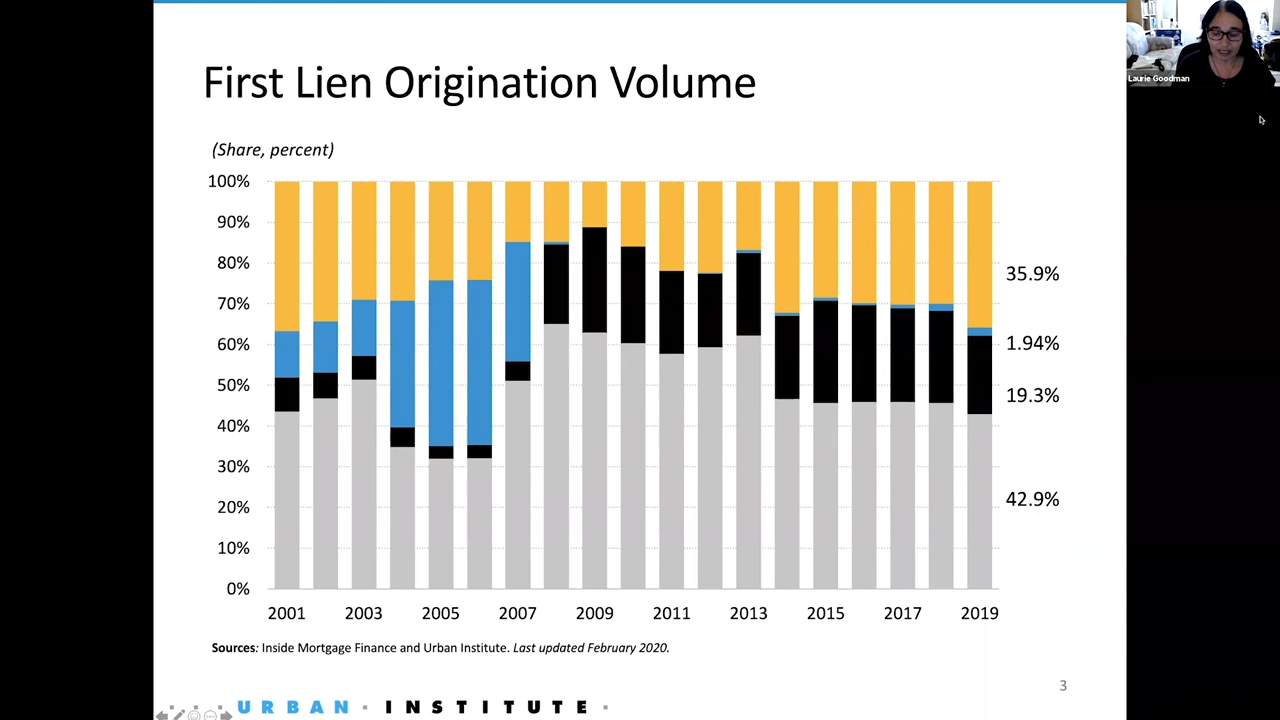 Laurie Goodman
First Lien Origination Volume
(Share, percent)
100%
90%
80%
70%
60%
50%
40%
30%
20%
10%
0%
35.9%
1.94%
19.3%
42.9%
2001 2003 2005 2007 2009 2011 2013 2015 2017 2019
Sources: Inside Mortgage Finance and Urban Institute. Last updated February 2020.
3
URBAN · INSTITUTE